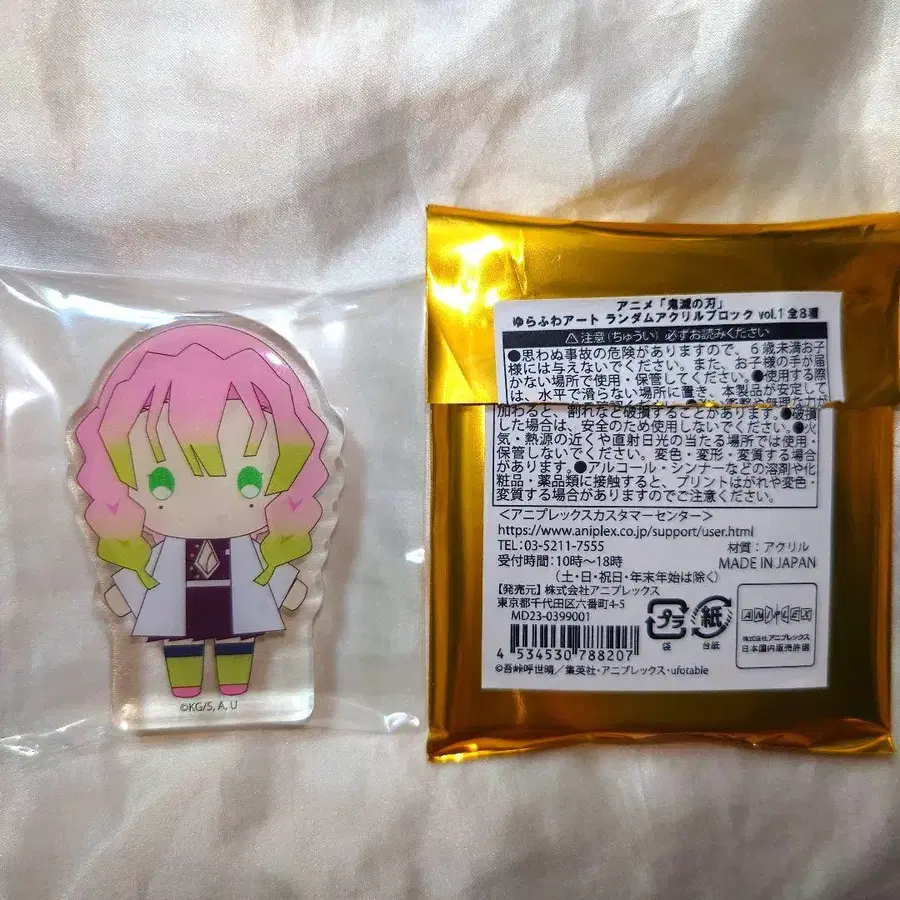 アニメ「鬼滅の刃」
ゆらふわアート ランダムアクリルブロック vol.1 全8種
⚠注意（ちゅうい）必ずお読みください
●思わぬ事故の危険がありますので、6歳未満お子
様には与えないでください。また、お子様の手が届
かない場所で使用・保管してください。●使用する際
は、水平で滑らない場所に置き、本製品が安定して
加わると、割れなど破損することがあります。●破損
した場合は、安全のため使用しないでください。●火
気・熱源の近くや直射日光の当たる場所では使用・
保管しないでください。変色・変形・変質する場合
があります。●アルコール・シンナーなどの溶剤や化
粧品・薬品類に接触すると、プリントはがれや変色・
変質する場合がありますのでご注意ください。
＜アニプレックスカスタマーセンター＞
https://www.aniplex.co.jp/support/user.html
TEL：03-5211-7555
材質：アクリル
受付時間：10時～18時
MADE IN JAPAN
（土・日・祝日・年末年始は除く）
【発売元】株式会社アニプレックス
東京都千代田区六番町4-5
MD23-0399001
プラ
袋
紙
台紙
ANIPLEX
株式会社アニプレックス
日本国内販売許諾
4 534530 788207
©吾峠呼世晴／集英社・アニプレックス・ufotable
©KG/S, A, U